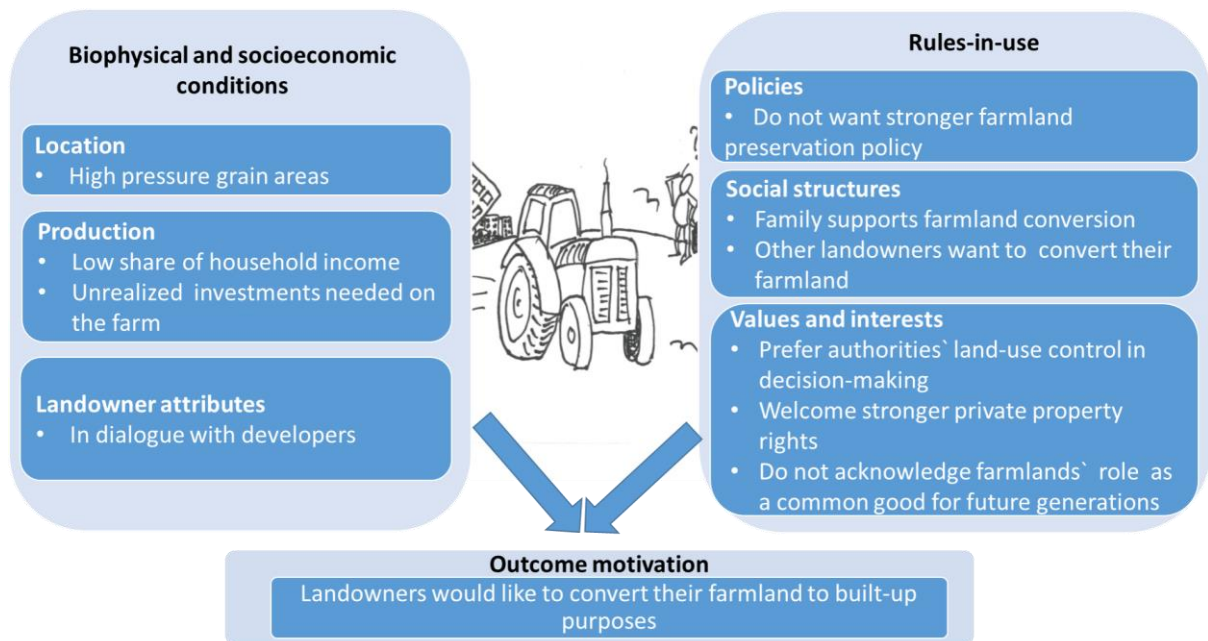 Biophysical and socioeconomic
conditions
Location
• High pressure grain areas
Production
• Low share of household income
• Unrealized investments needed on
the farm
Landowner attributes
• In dialogue with developers
Rules-in-use
Policies
• Do not want stronger farmland
preservation policy
Social structures
• Family supports farmland conversion
• Other landowners want to convert their
farmland
Values and interests
• Prefer authorities` land-use control in
decision-making
• Welcome stronger private property
rights
• Do not acknowledge farmlands` role as
a common good for future generations
?
Outcome motivation
Landowners would like to convert their farmland to built-up
purposes